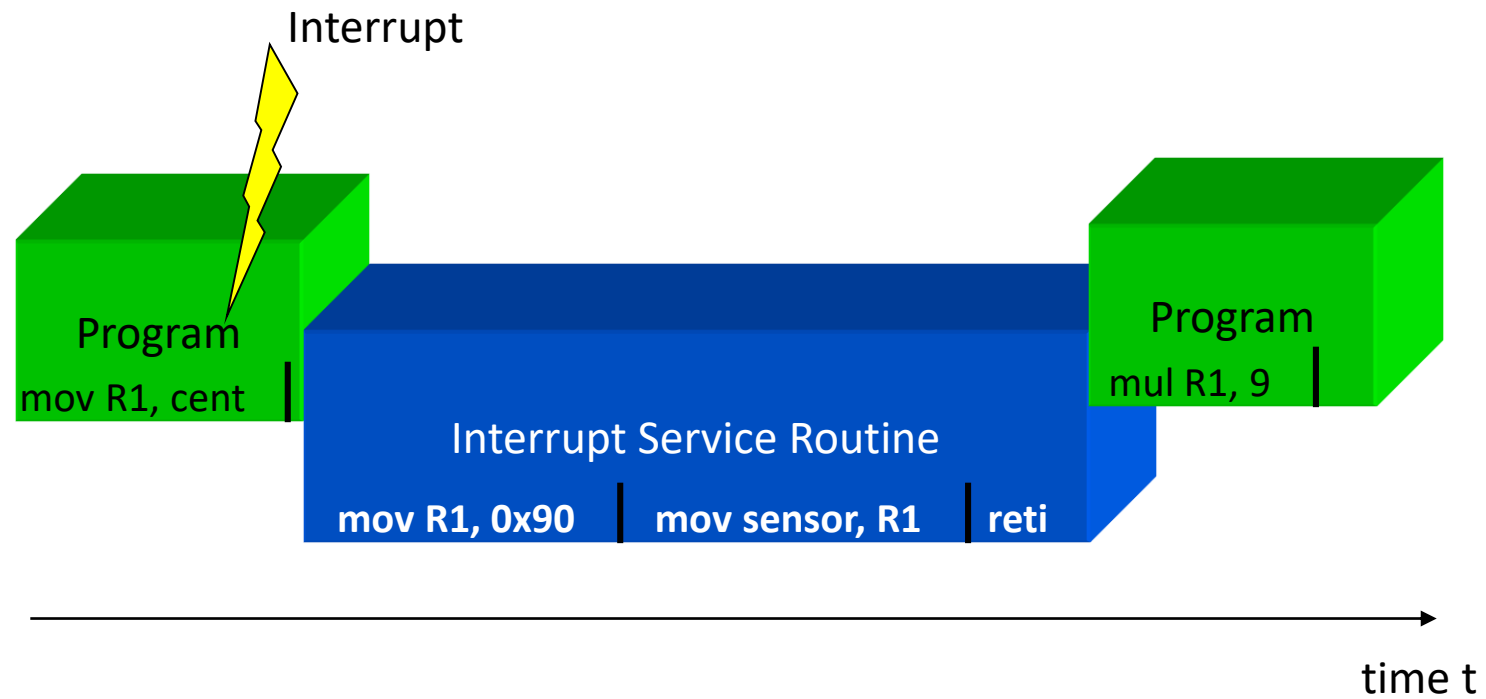 Interrupt
Program
mov R1, cent
Interrupt Service Routine
mov R1, 0x90 mov sensor, R1 reti
Program
mul R1, 9
time t